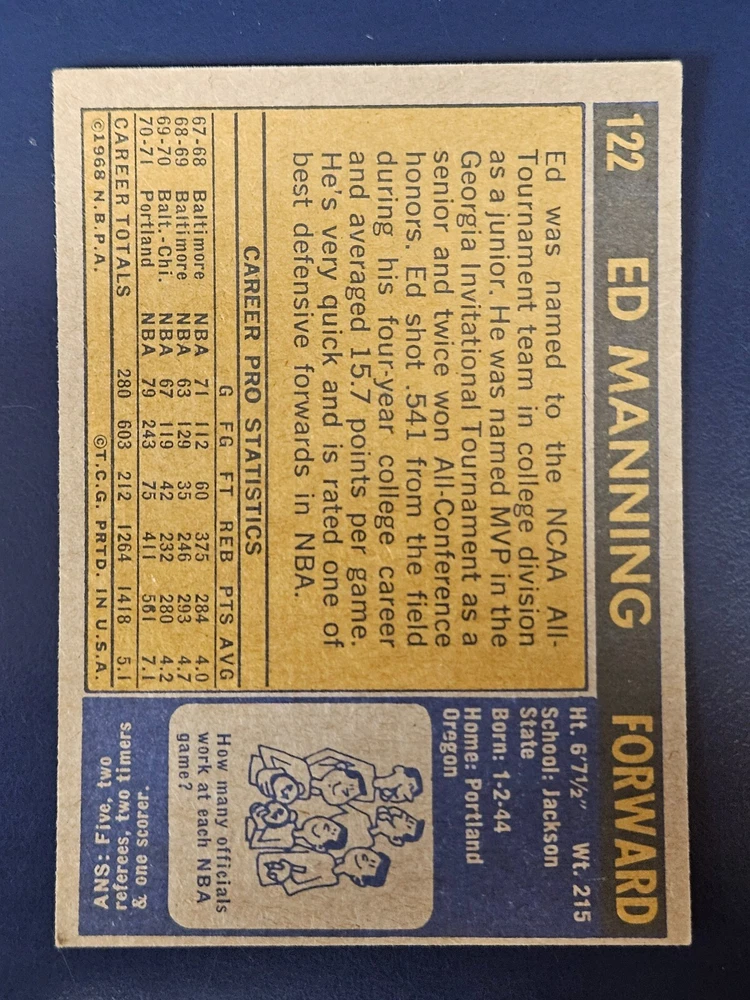 122 ED MANNING FORWARD
Ed was named to the NCAA All-
Tournament team in college division
as a junior. He was named MVP in the
Georgia Invitational Tournament as a
senior and twice won All-Conference
honors. Ed shot .541 from the field
during his four-year college career
and averaged 15.7 points per game.
He's very quick and is rated one of
best defensive forwards in NBA.
CAREER PRO STATISTICS
G FG FT REB PTS AVG
67-68 Baltimore NBA 71 112 60 375 284 4.0
68-69 Baltimore NBA 63 129 35 246 293 4.7
69-70 Balt.-Chi. NBA 67 119 42 232 280 4.2
70-71 Portland NBA 79 243 75 411 561 7.1
CAREER TOTALS 280 603 212 1264 1418 5.1
©1968 N.B.P.A. ©T.C.G. PRTD. IN U.S.A.
Ht. 6'7½" Wt. 215
School: Jackson
State
Born: 1-2-44
Home: Portland
Oregon
How many officials
work at each NBA
game?
ANS: Five, two
referees, two timers
& one scorer.